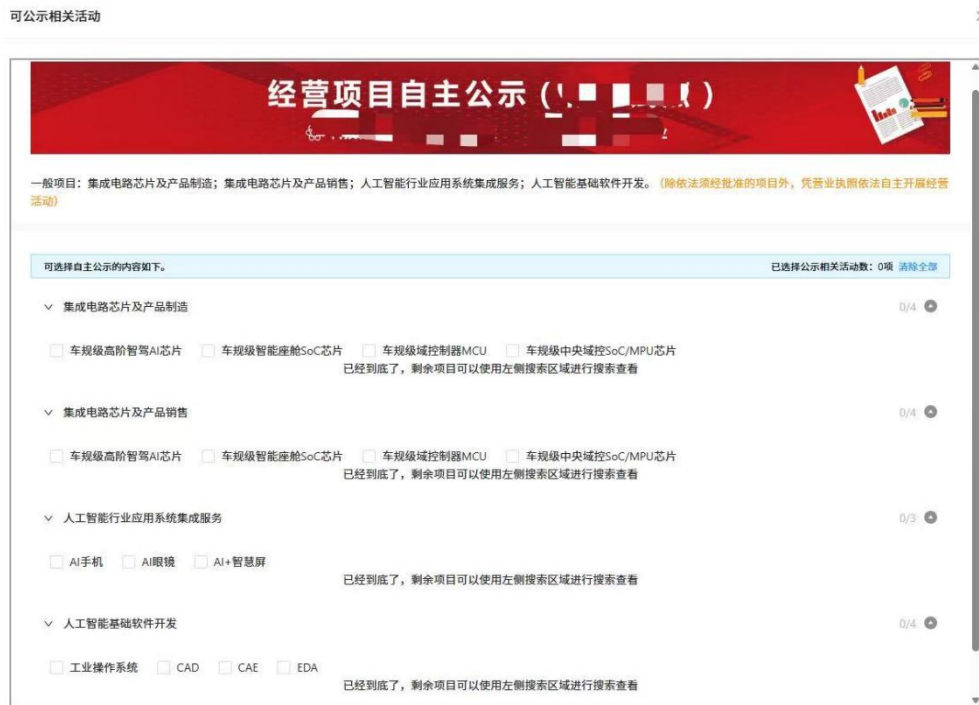 可公示相关活动
经营项目自主公示（
一般项目：集成电路芯片及产品制造；集成电路芯片及产品销售；人工智能行业应用系统集成服务；人工智能基础软件开发。（除依法须经批准的项目外，凭营业执照依法自主开展经营
活动）
可选择自主公示的内容如下。 已选择公示相关活动数：0项 清除全部
集成电路芯片及产品制造 0/4
车规级高阶智驾AI芯片 车规级智能座舱SoC芯片 车规级域控制器MCU 车规级中央域控SoC/MPU芯片
已经到底了，剩余项目可以使用左侧搜索区域进行搜索查看
集成电路芯片及产品销售 0/4
车规级高阶智驾AI芯片 车规级智能座舱SoC芯片 车规级域控制器MCU 车规级中央域控SoC/MPU芯片
已经到底了，剩余项目可以使用左侧搜索区域进行搜索查看
人工智能行业应用系统集成服务 0/3
AI手机 AI眼镜 AI+智慧屏
已经到底了，剩余项目可以使用左侧搜索区域进行搜索查看
人工智能基础软件开发 0/4
工业操作系统 CAD CAE EDA
已经到底了，剩余项目可以使用左侧搜索区域进行搜索查看